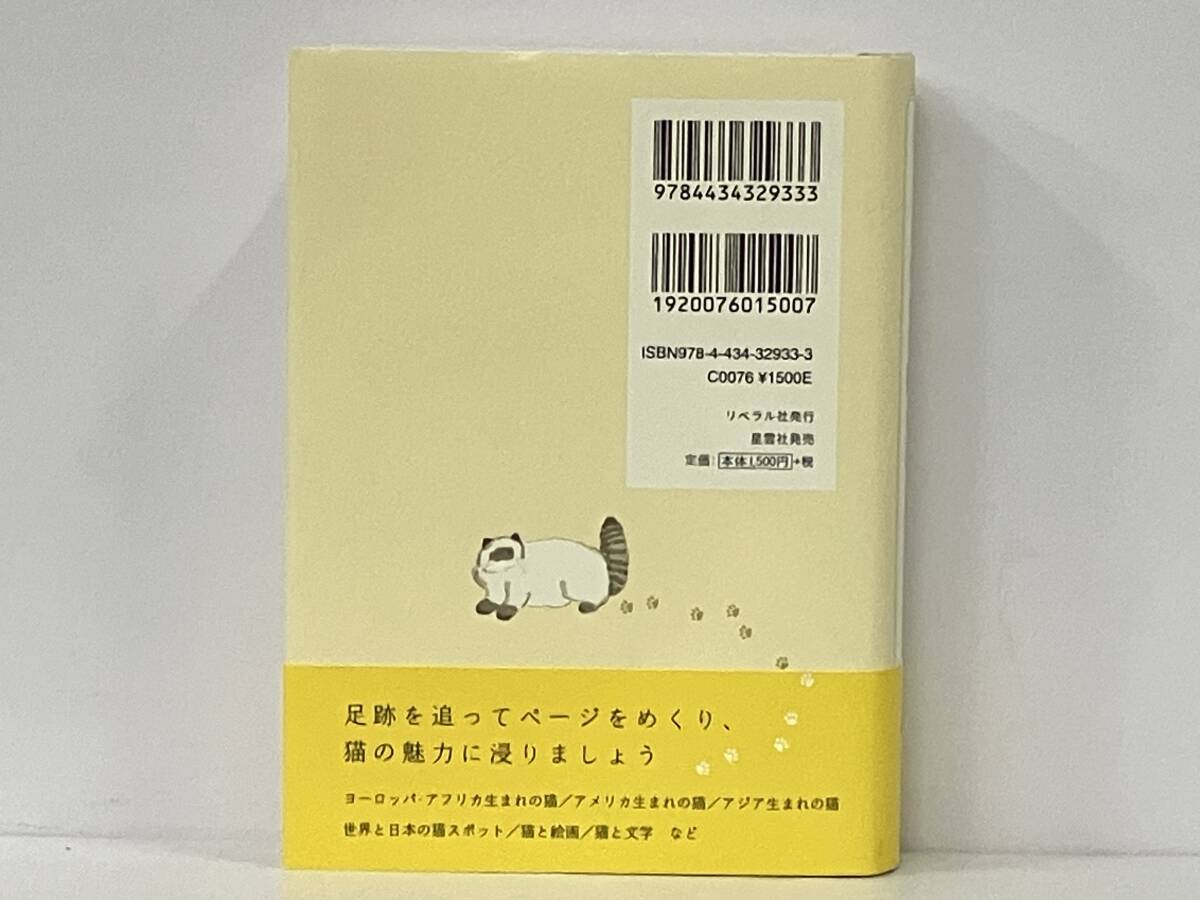 9784434329333
1920076015007
ISBN978-4-434-32933-3
C0076 ¥1500E
リベラル社発行
星雲社発売
定価：本体1,500円+税
足跡を追ってページをめくり、
猫の魅力に浸りましょう
ヨーロッパ・アフリカ生まれの猫／アメリカ生まれの猫／アジア生まれの猫
世界と日本の猫スポット／猫と絵画／猫と文学　など